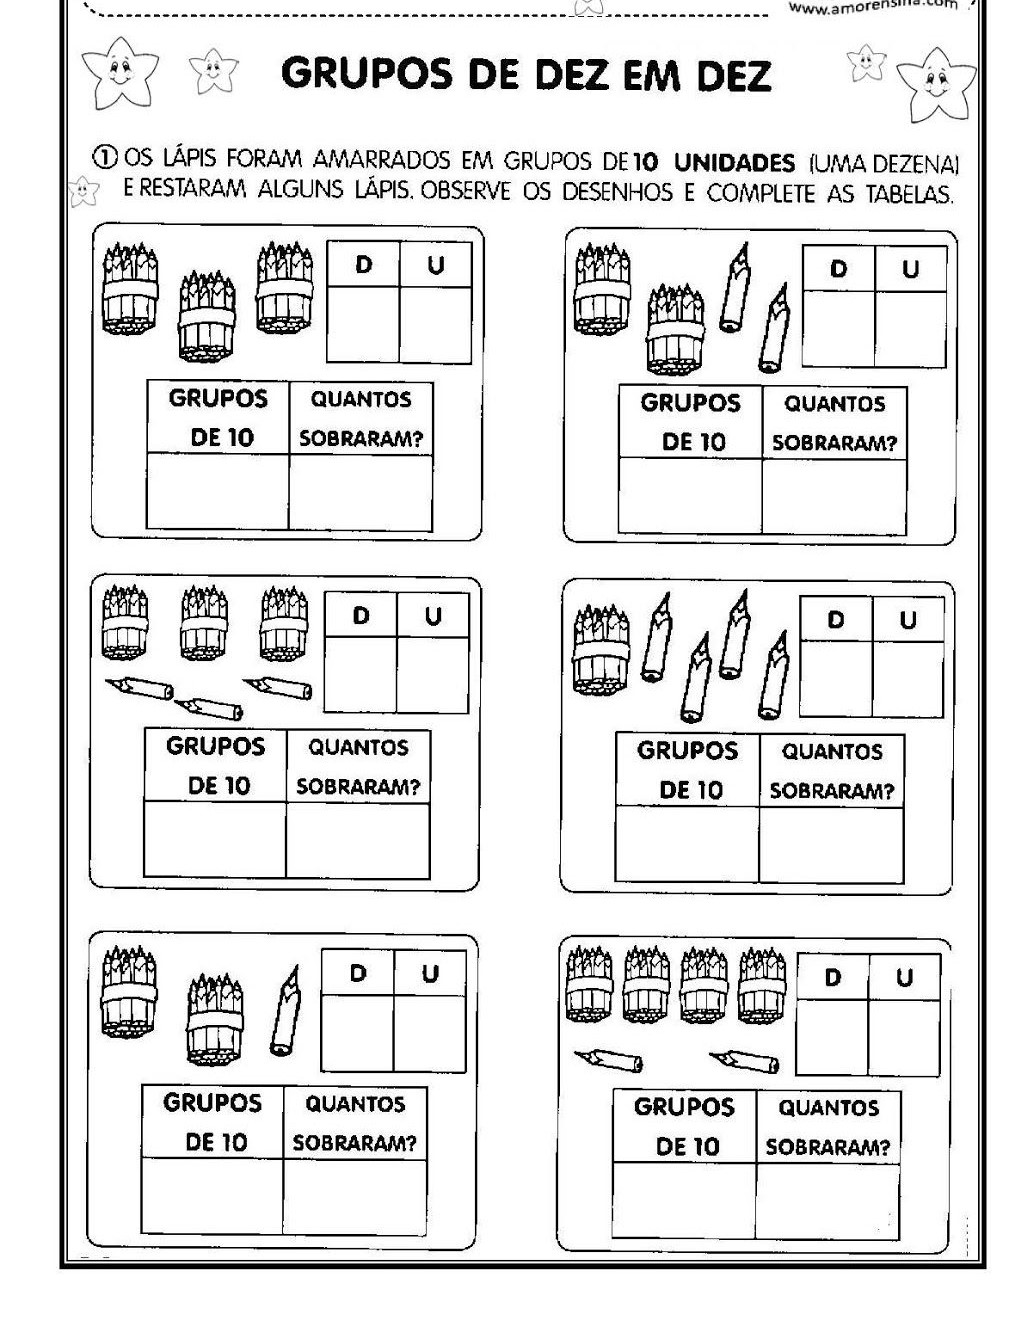 www.amorensina.com
GRUPOS DE DEZ EM DEZ
1 OS LÁPIS FORAM AMARRADOS EM GRUPOS DE 10 UNIDADES (UMA DEZENA)
E RESTARAM ALGUNS LÁPIS. OBSERVE OS DESENHOS E COMPLETE AS TABELAS.
D U
GRUPOS QUANTOS
DE 10 SOBRARAM?
D U
GRUPOS QUANTOS
DE 10 SOBRARAM?
D U
GRUPOS QUANTOS
DE 10 SOBRARAM?
D U
GRUPOS QUANTOS
DE 10 SOBRARAM?
D U
GRUPOS QUANTOS
DE 10 SOBRARAM?
D U
GRUPOS QUANTOS
DE 10 SOBRARAM?